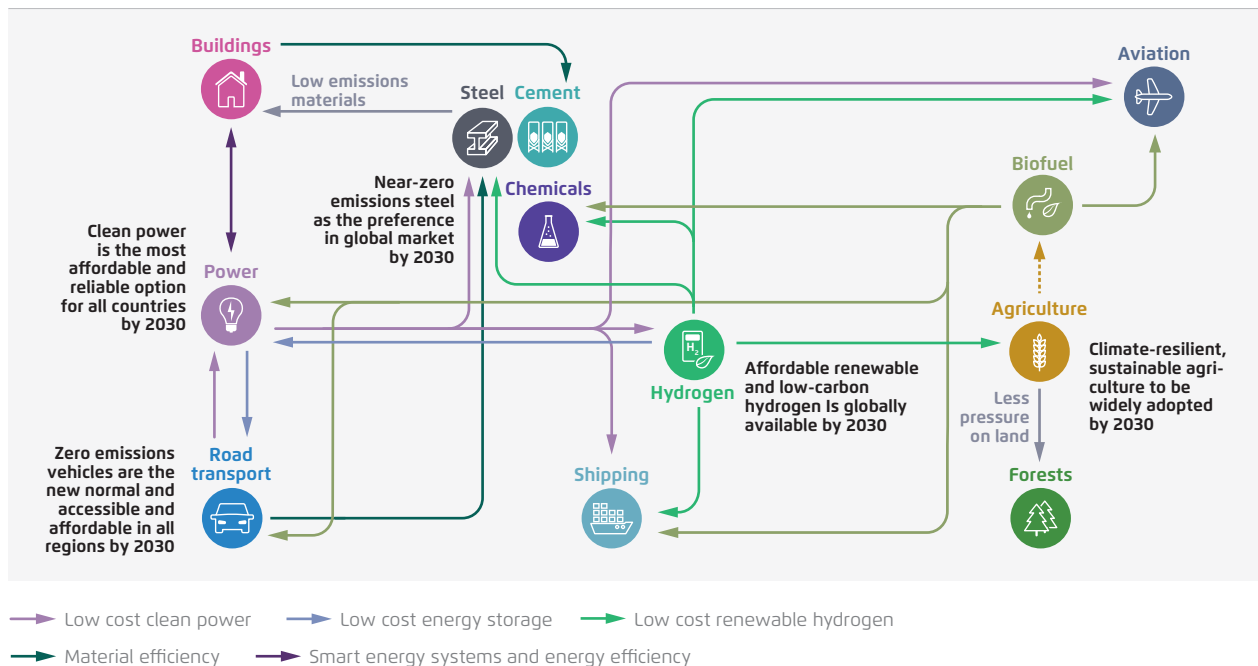 Buildings
Low emissions
materials
Steel
Cement
Aviation
Near-zero
emissions steel
as the preference
in global market
by 2030
Chemicals
Biofuel
Clean power
is the most
affordable and
reliable option
for all countries
by 2030
Power
Agriculture
H2
Hydrogen
Affordable renewable
and low-carbon
hydrogen Is globally
available by 2030
Climate-resilient,
sustainable agri-
culture to be
widely adopted
by 2030
Less
pressure
on land
Zero emissions
vehicles are the
new normal and
accessible and
affordable in all
regions by 2030
Road
transport
Shipping
Forests
Low cost clean power
Low cost energy storage
Low cost renewable hydrogen
Material efficiency
Smart energy systems and energy efficiency